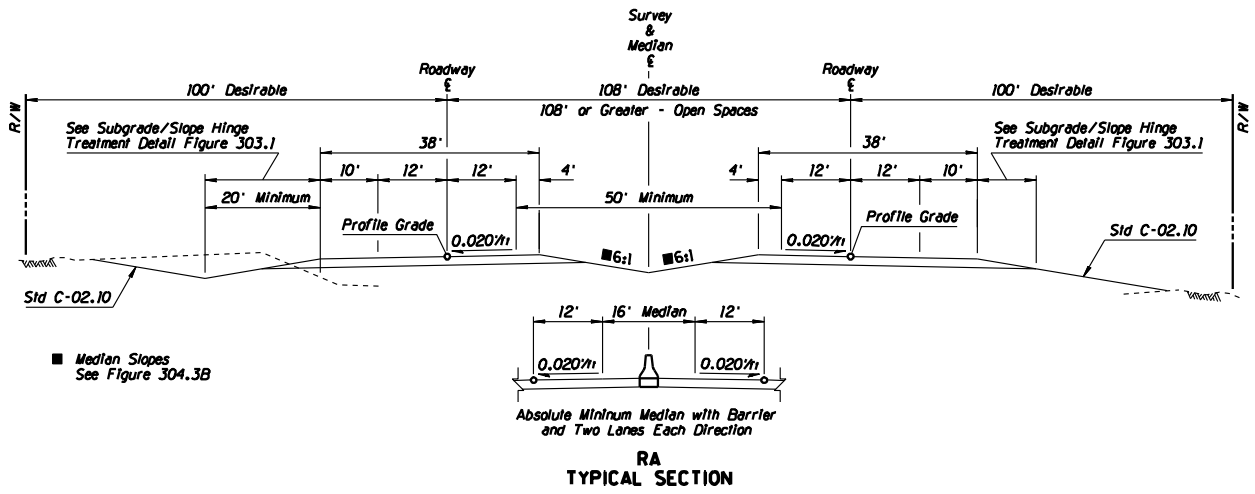 Survey
&
Median
℄
Roadway
℄
Roadway
℄
100' Desirable
108' Desirable
100' Desirable
108' or Greater - Open Spaces
R/W
R/W
See Subgrade/Slope Hinge
Treatment Detail Figure 303.1
See Subgrade/Slope Hinge
Treatment Detail Figure 303.1
38'
38'
10'
12'
12'
4'
4'
12'
12'
10'
20' Minimum
50' Minimum
Profile Grade
Profile Grade
0.020'/ft
0.020'/ft
■6:1
■6:1
Std C-02.10
Std C-02.10
12'
16' Median
12'
■ Median Slopes
See Figure 304.3B
0.020'/ft
0.020'/ft
Absolute Mininum Median with Barrier
and Two Lanes Each Direction
RA
TYPICAL SECTION